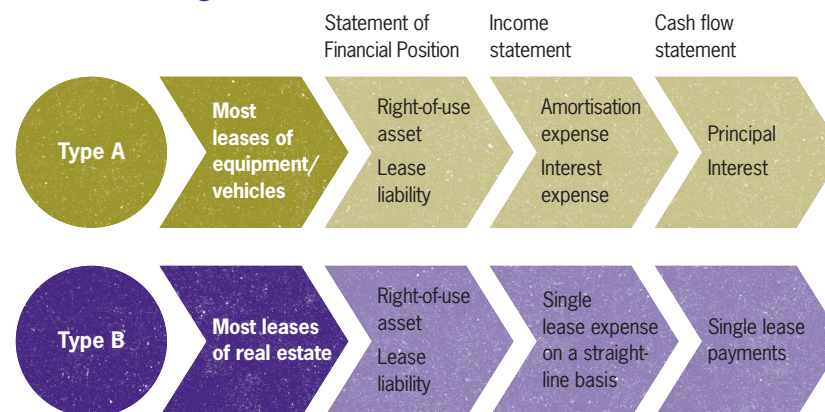 Statement of
Financial Position
Income
statement
Cash flow
statement
Type A
Most
leases of
equipment/
vehicles
Right-of-use
asset
Lease
liability
Amortisation
expense
Interest
expense
Principal
Interest
Type B
Most leases
of real estate
Right-of-use
asset
Lease
liability
Single
lease expense
on a straight-
line basis
Single lease
payments